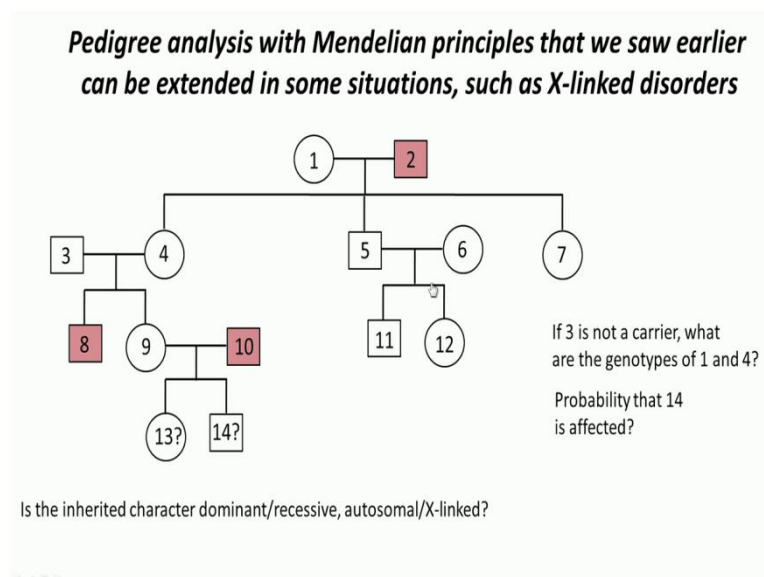 Pedigree analysis with Mendelian principles that we saw earlier
can be extended in some situations, such as X-linked disorders
1
2
3
4
5
6
7
8
9
10
11
12
If 3 is not a carrier, what
are the genotypes of 1 and 4?
Probability that 14
is affected?
13?
14?
Is the inherited character dominant/recessive, autosomal/X-linked?